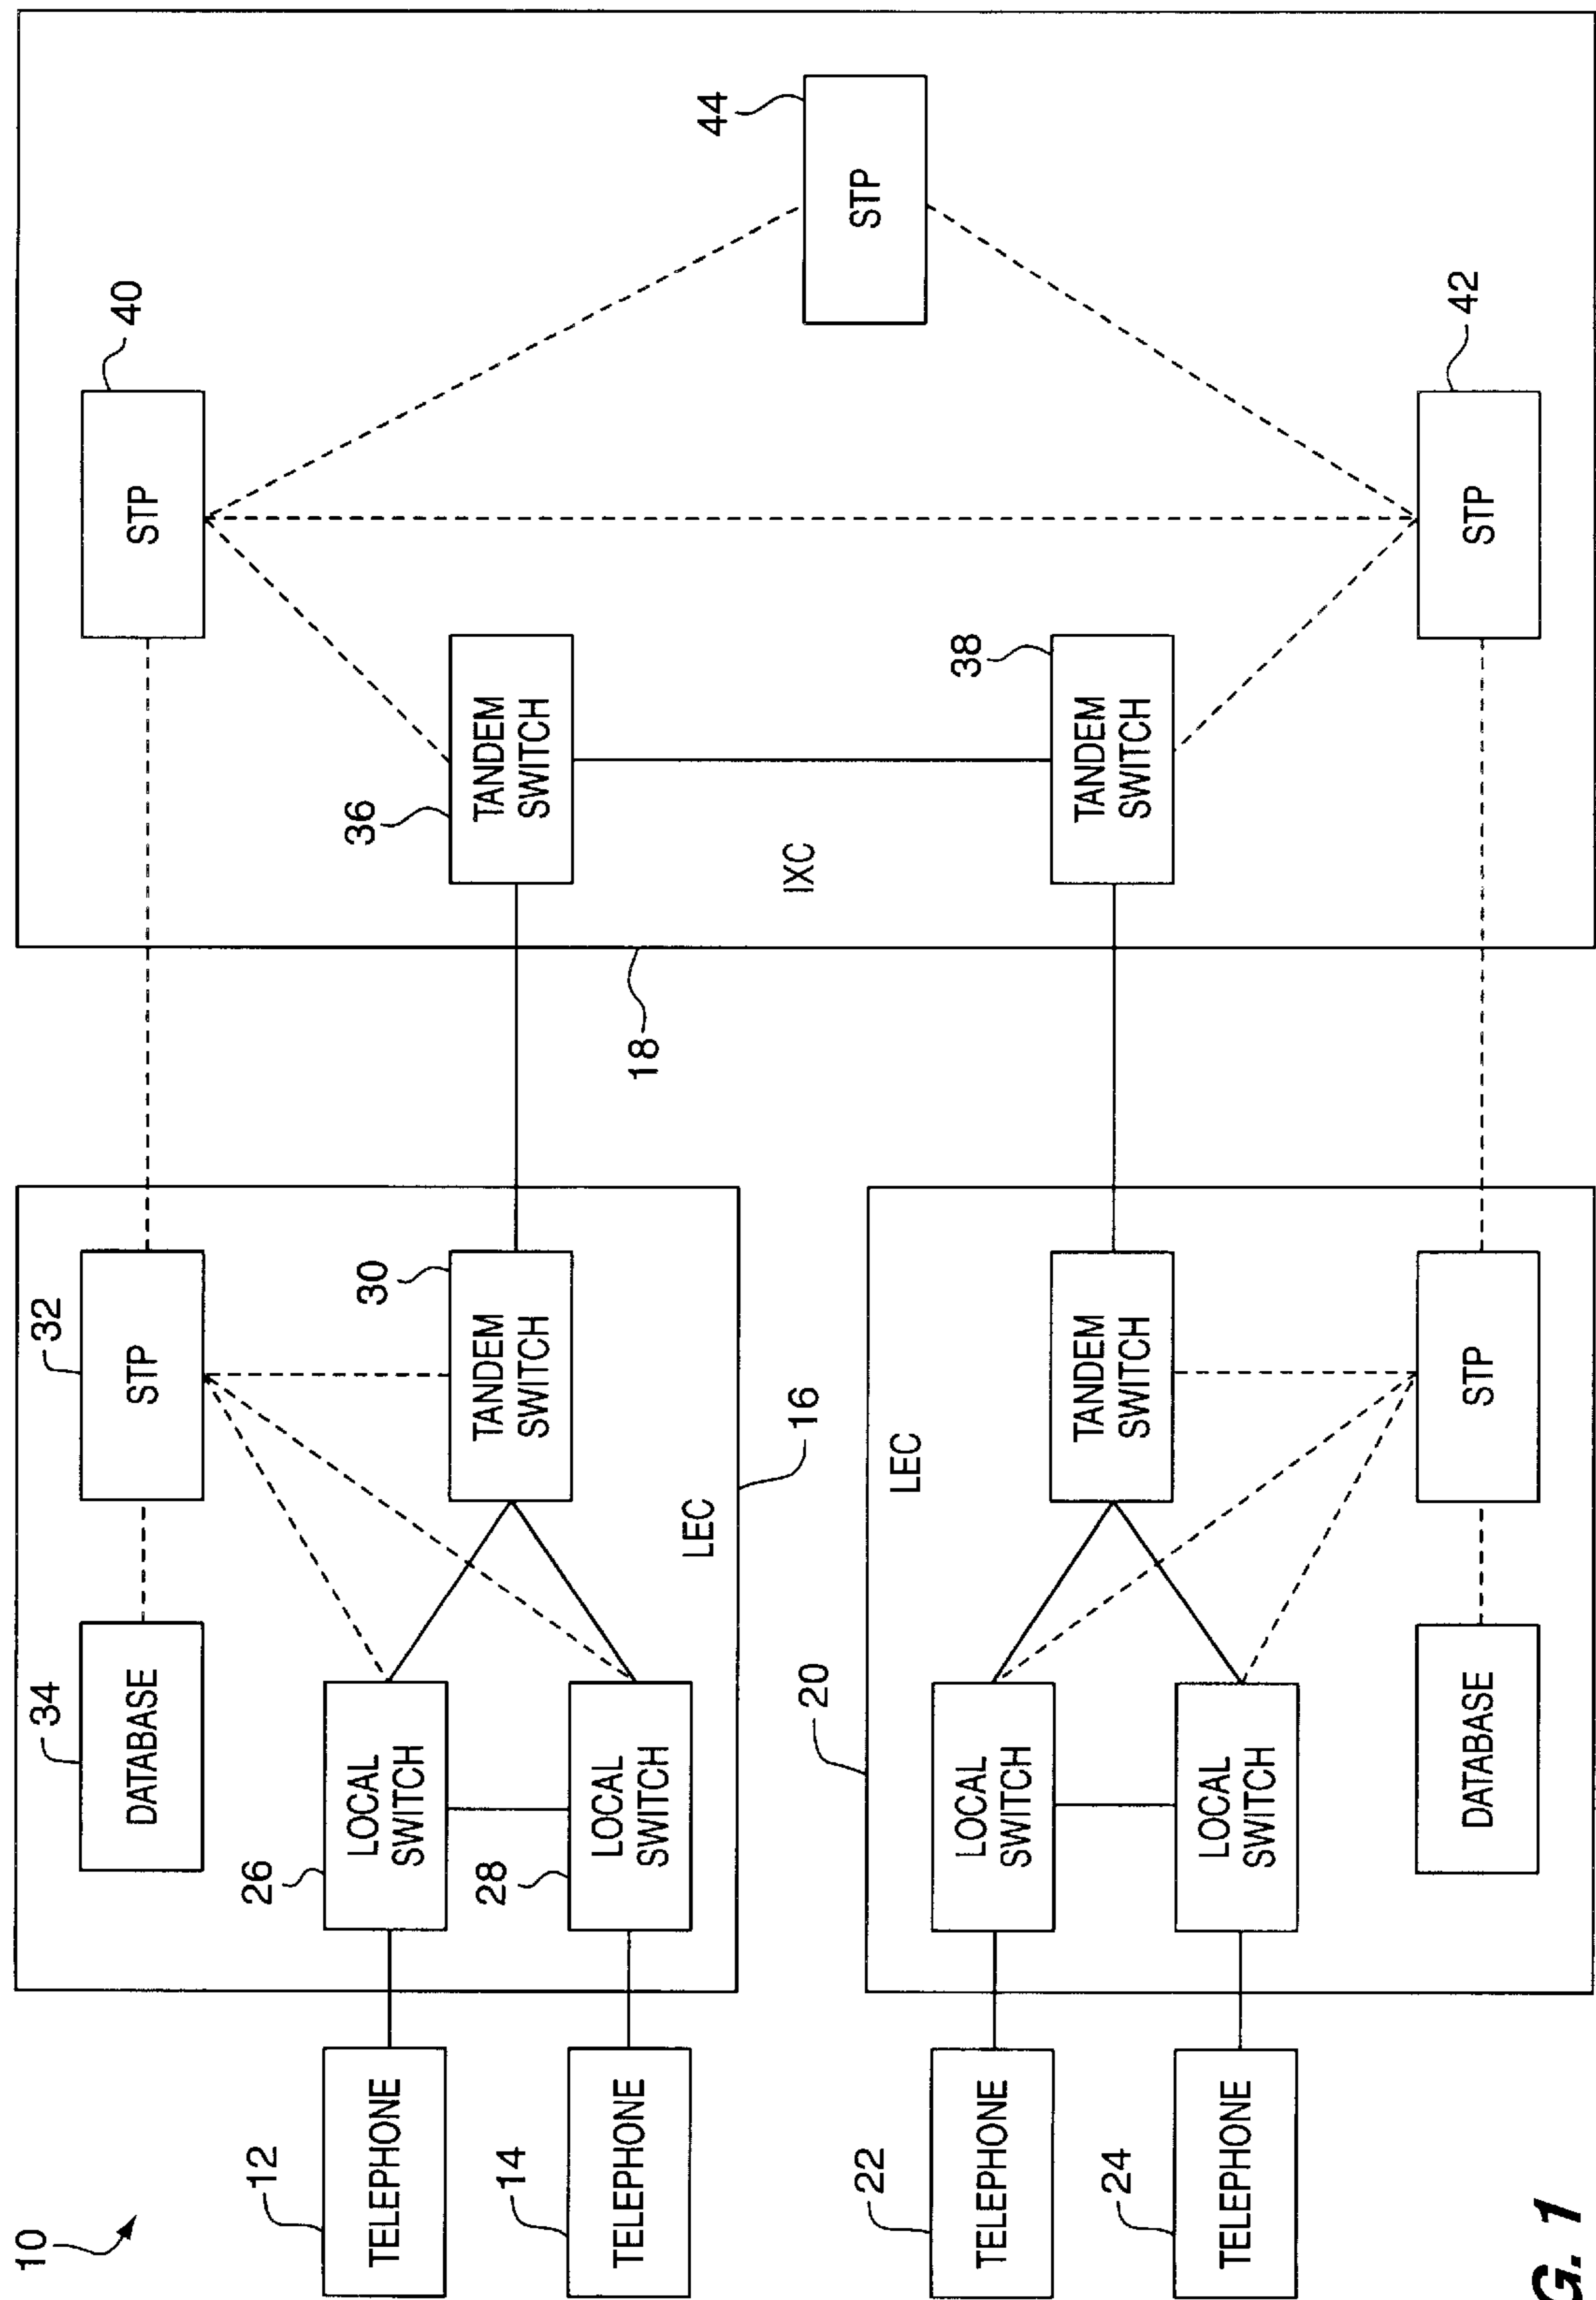 10
12
TELEPHONE
14
TELEPHONE
22
TELEPHONE
24
TELEPHONE
34
DATABASE
32
STP
26
LOCAL
SWITCH
28
LOCAL
SWITCH
30
TANDEM
SWITCH
LEC
16
20
LEC
LOCAL
SWITCH
LOCAL
SWITCH
TANDEM
SWITCH
DATABASE
STP
18
IXC
40
STP
36
TANDEM
SWITCH
38
TANDEM
SWITCH
42
STP
44
STP
G. 1